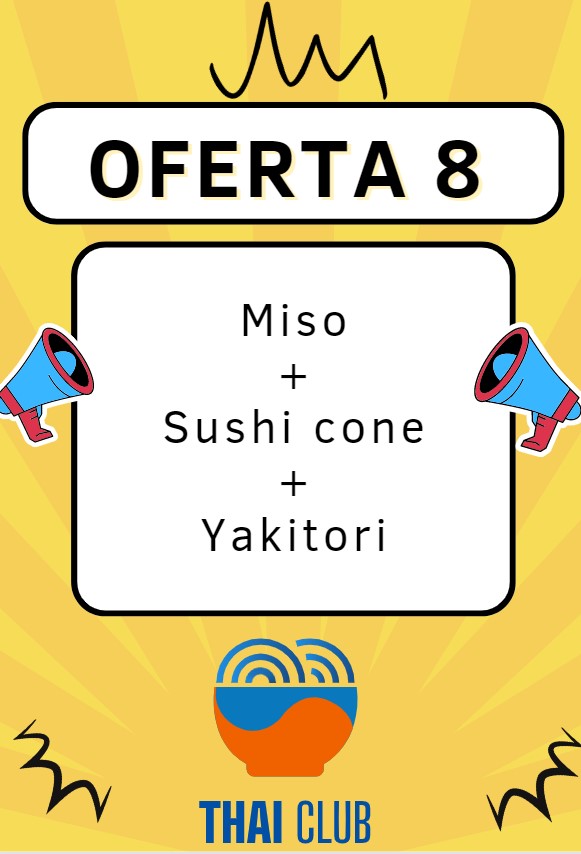 OFERTA 8
Miso
+
Sushi cone
+
Yakitori
THAI CLUB